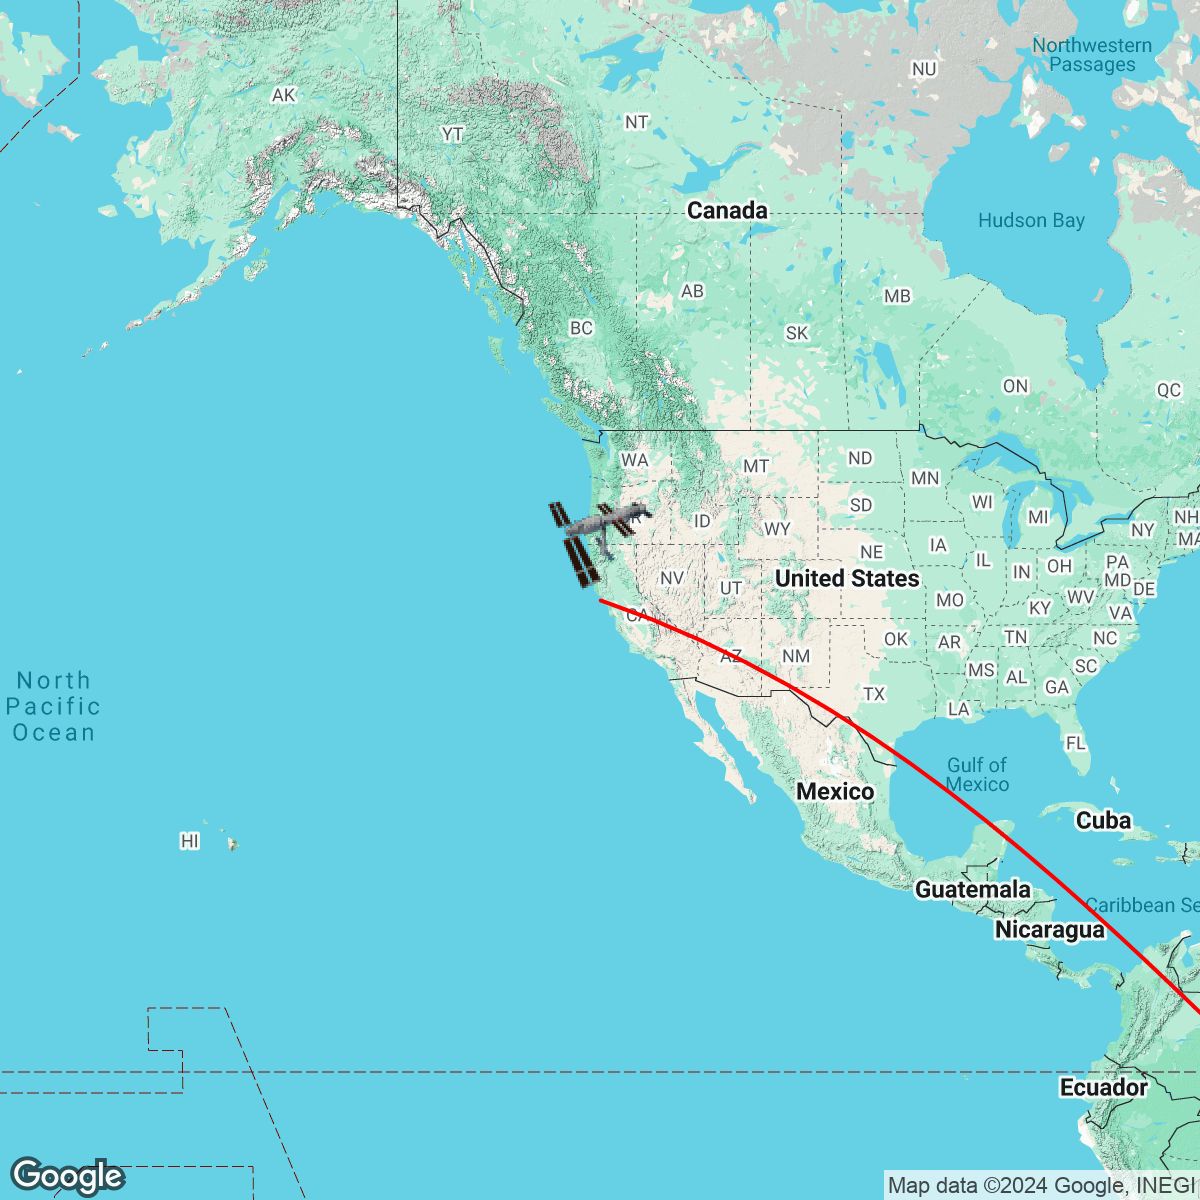 Northwestern
Passages
NU
AK
NT
YT
Canada
Hudson Bay
AB
MB
BC
SK
ON
QC
WA
MT
ND
MN
SD
WI
MI
NH
NY
MA
ID
WY
NE
IA
IL
IN
OH
PA
MD
DE
NV
UT
United States
MO
KY
WV
VA
CA
OK
AR
TN
NC
AZ
NM
MS
AL
SC
GA
TX
LA
FL
North
Pacific
Ocean
Gulf of
Mexico
Mexico
Cuba
HI
Guatemala
Caribbean Se
Nicaragua
Ecuador
Google
Map data ©2024 Google, INEGI